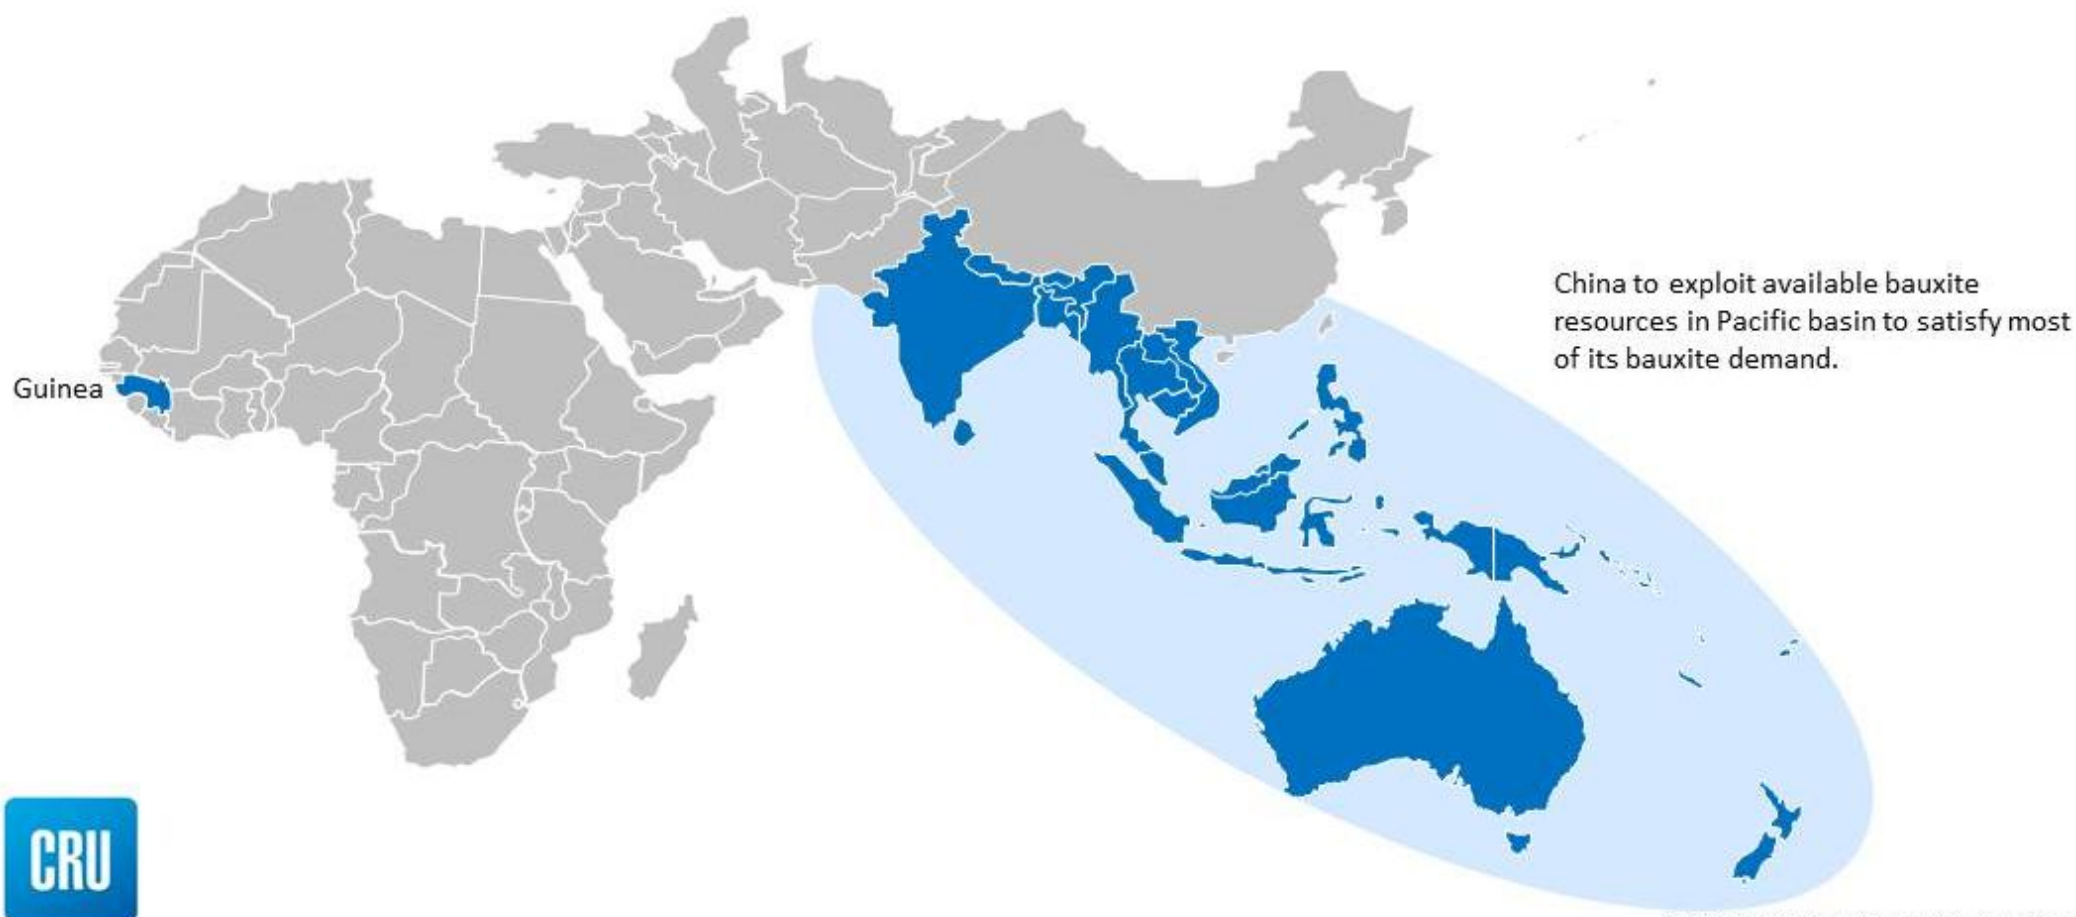 China to exploit available bauxite
resources in Pacific basin to satisfy most
of its bauxite demand.
Guinea
CRU